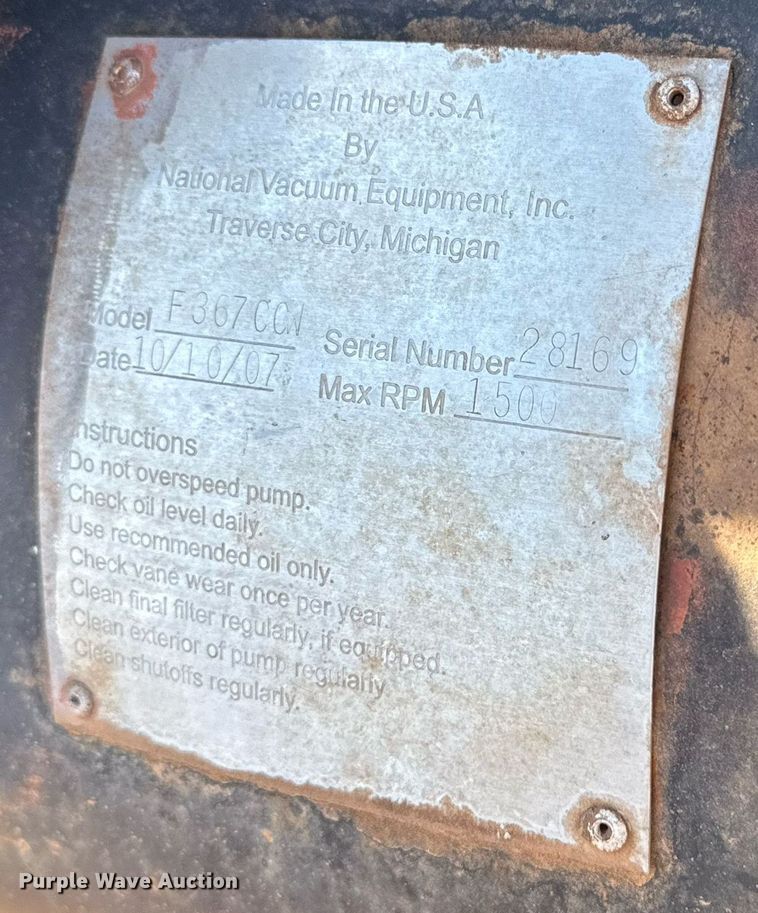 Made In the U.S.A
By
National Vacuum Equipment, Inc.
Traverse City, Michigan
Model F367CCW Serial Number 28169
Date 10/10/07 Max RPM 1500
Instructions
Do not overspeed pump.
Check oil level daily.
Use recommended oil only.
Check vane wear once per year.
Clean final filter regularly, if equipped.
Clean exterior of pump regularly
Clean shutoffs regularly.
Purple Wave Auction